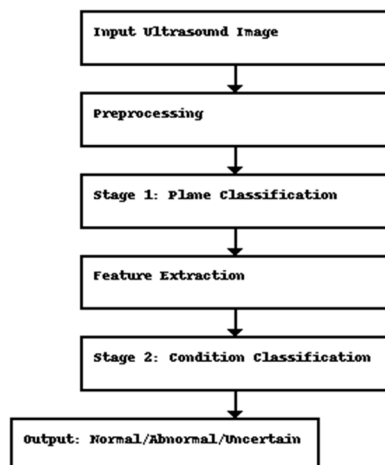 Input Ultrasound Image
Preprocessing
Stage 1: Plane Classification
Feature Extraction
Stage 2: Condition Classification
Output: Normal/Abnormal/Uncertain